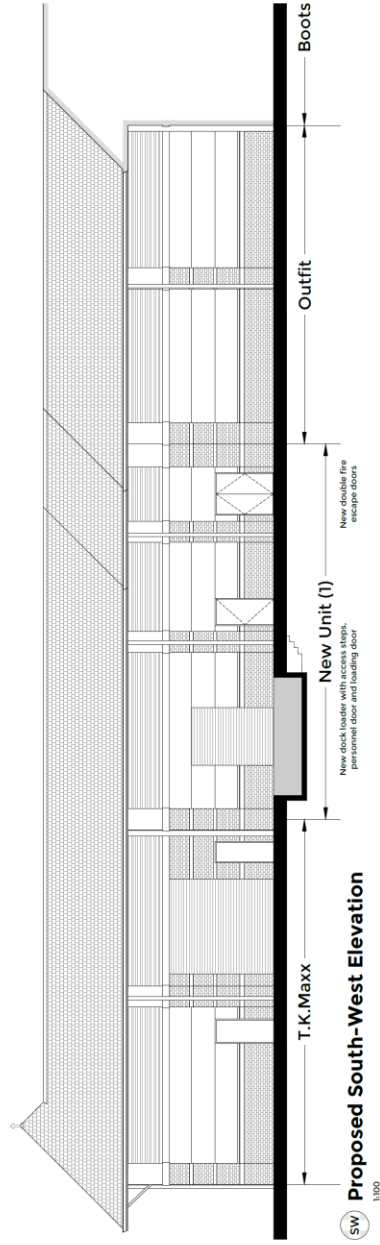 T.K.Maxx
New Unit (1)
Outfit
Boots
New dock loader with access steps,
personnel door and loading door
New double fire
escape doors
SW
Proposed South-West Elevation
1:100